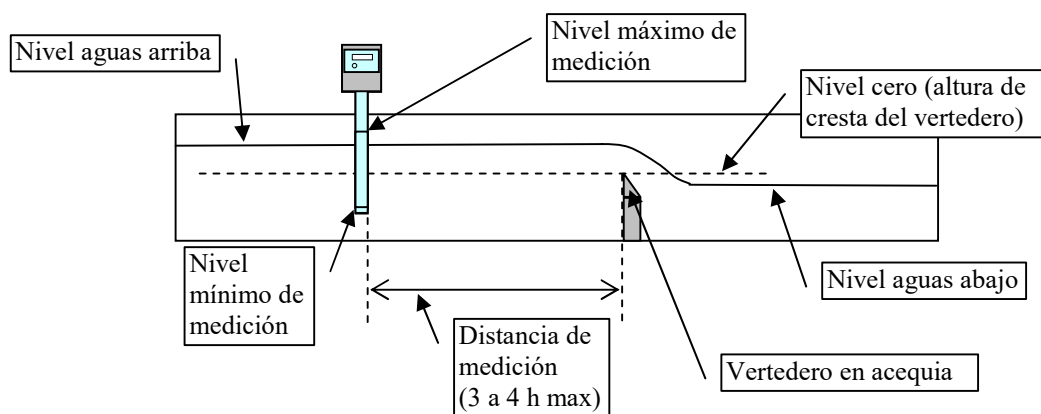 Nivel aguas arriba
Nivel máximo de
medición
Nivel cero (altura de
cresta del vertedero)
Nivel
mínimo de
medición
Distancia de
medición
(3 a 4 h max)
Vertedero en acequia
Nivel aguas abajo